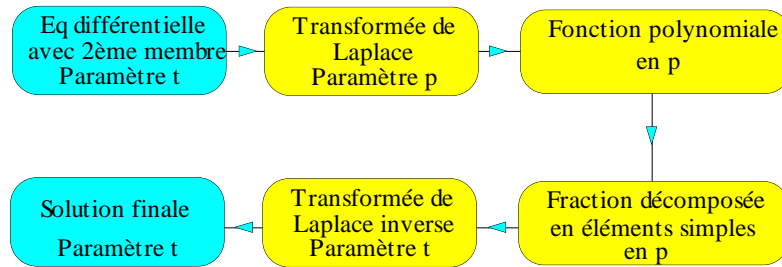 Eq différentielle
avec 2ème membre
Paramètre t
Transformée de
Laplace
Paramètre p
Fonction polynomiale
en p
Solution finale
Paramètre t
Transformée de
Laplace inverse
Paramètre t
Fraction décomposée
en éléments simples
en p